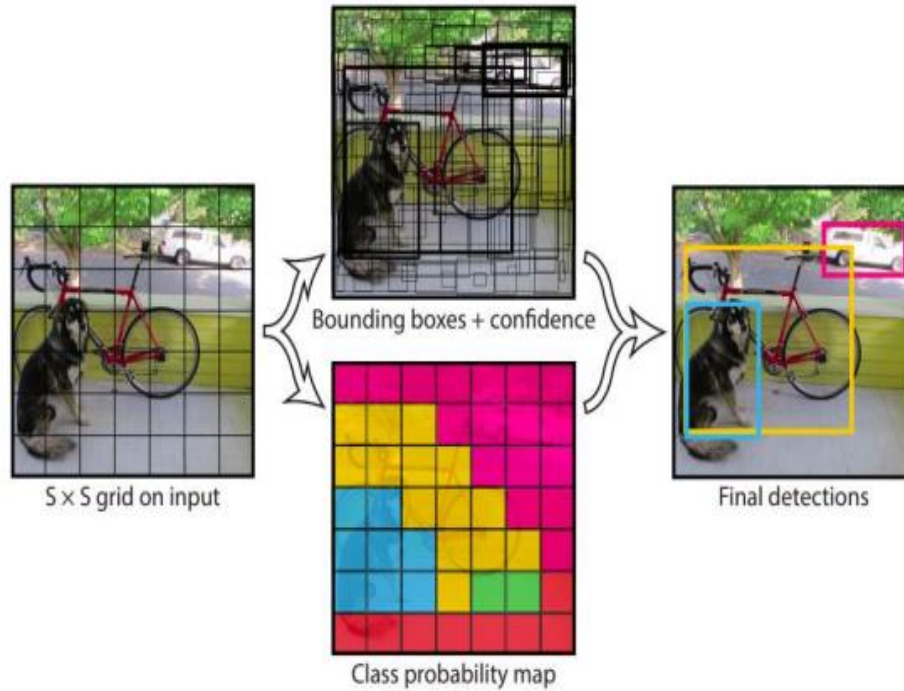 Bounding boxes + confidence
S × S grid on input
Final detections
Class probability map